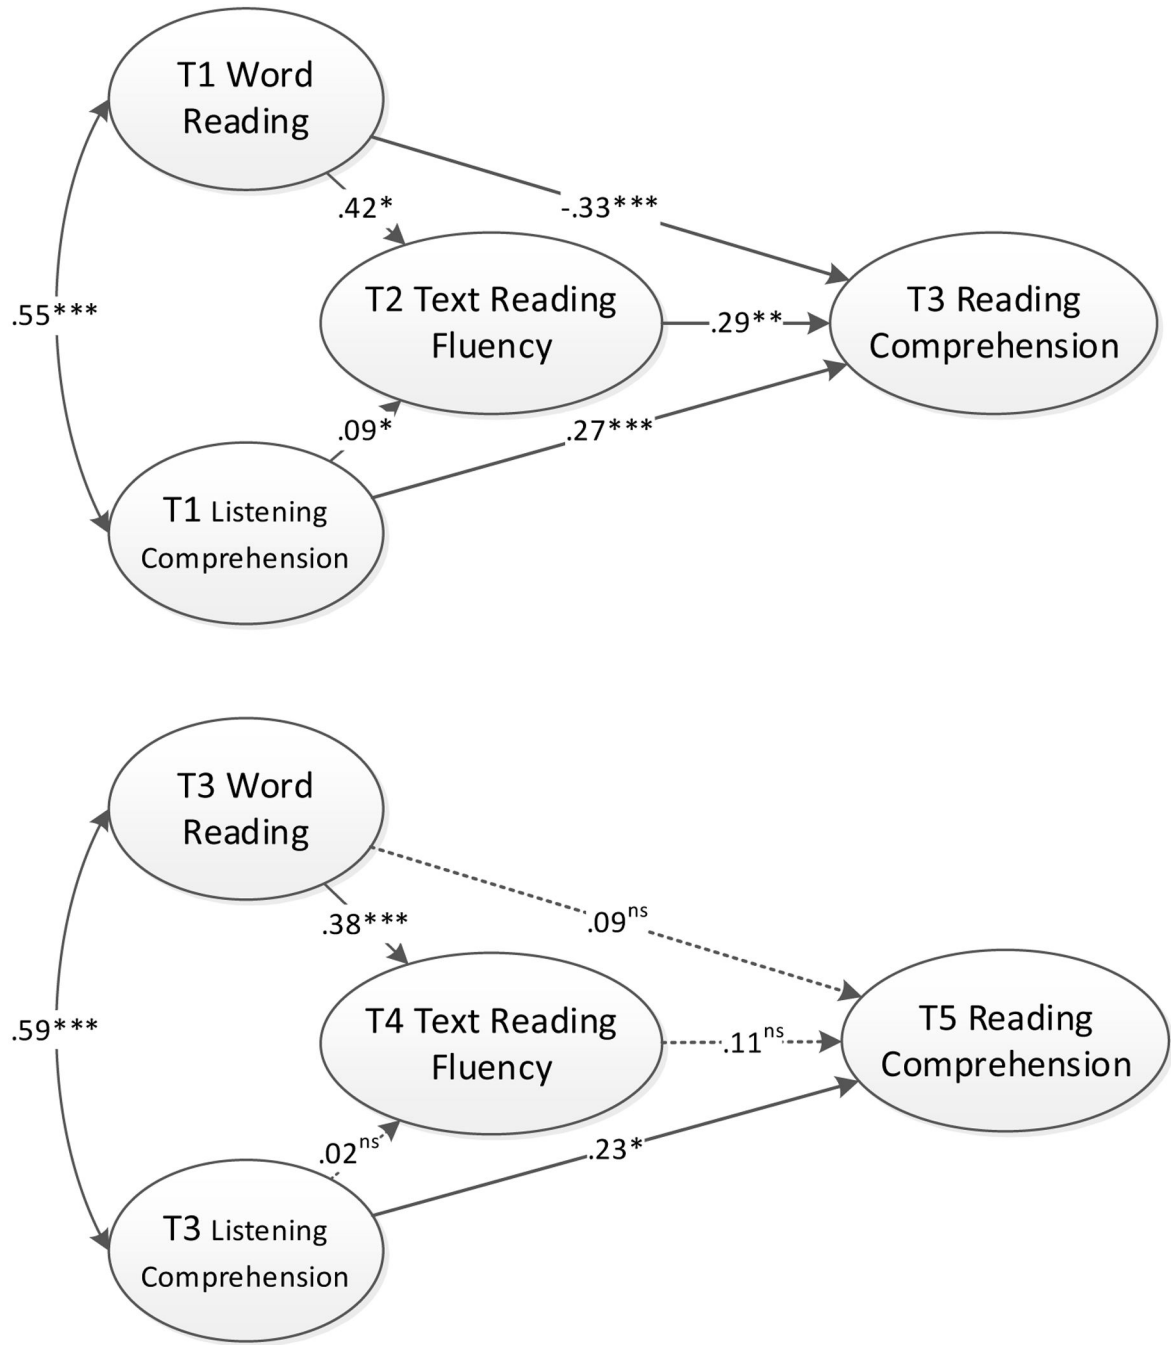 T1 Word
Reading
.42*
-.33***
.55***
T2 Text Reading
Fluency
.29**
T3 Reading
Comprehension
.09*
.27***
T1 Listening
Comprehension
T3 Word
Reading
.38***
.09ns
.59***
T4 Text Reading
Fluency
.11ns
T5 Reading
Comprehension
.02ns
.23*
T3 Listening
Comprehension